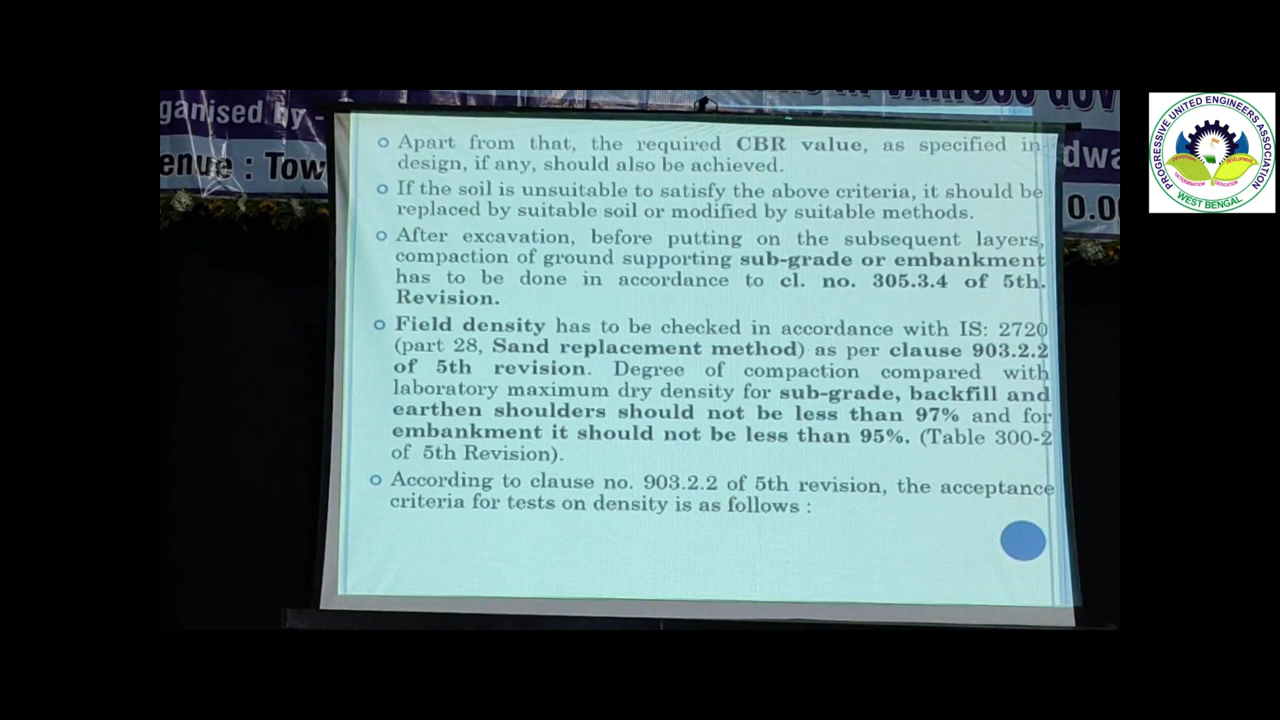 ganised by -
enue : Tow
Apart from that, the required CBR value, as specified in
design, if any, should also be achieved.
If the soil is unsuitable to satisfy the above criteria, it should be
replaced by suitable soil or modified by suitable methods.
After excavation, before putting on the subsequent layers,
compaction of ground supporting sub-grade or embankment
has to be done in accordance to cl. no. 305.3.4 of 5th.
Revision.
Field density has to be checked in accordance with IS: 2720
(part 28, Sand replacement method) as per clause 903.2.2
of 5th revision. Degree of compaction compared with
laboratory maximum dry density for sub-grade, backfill and
earthen shoulders should not be less than 97% and for
embankment it should not be less than 95%. (Table 300-2
of 5th Revision).
According to clause no. 903.2.2 of 5th revision, the acceptance
criteria for tests on density is as follows :
dwa
PROGRESSIVE UNITED ENGINEERS ASSOCIATION
DETERMINATION
DEDICATION
WEST BENGAL